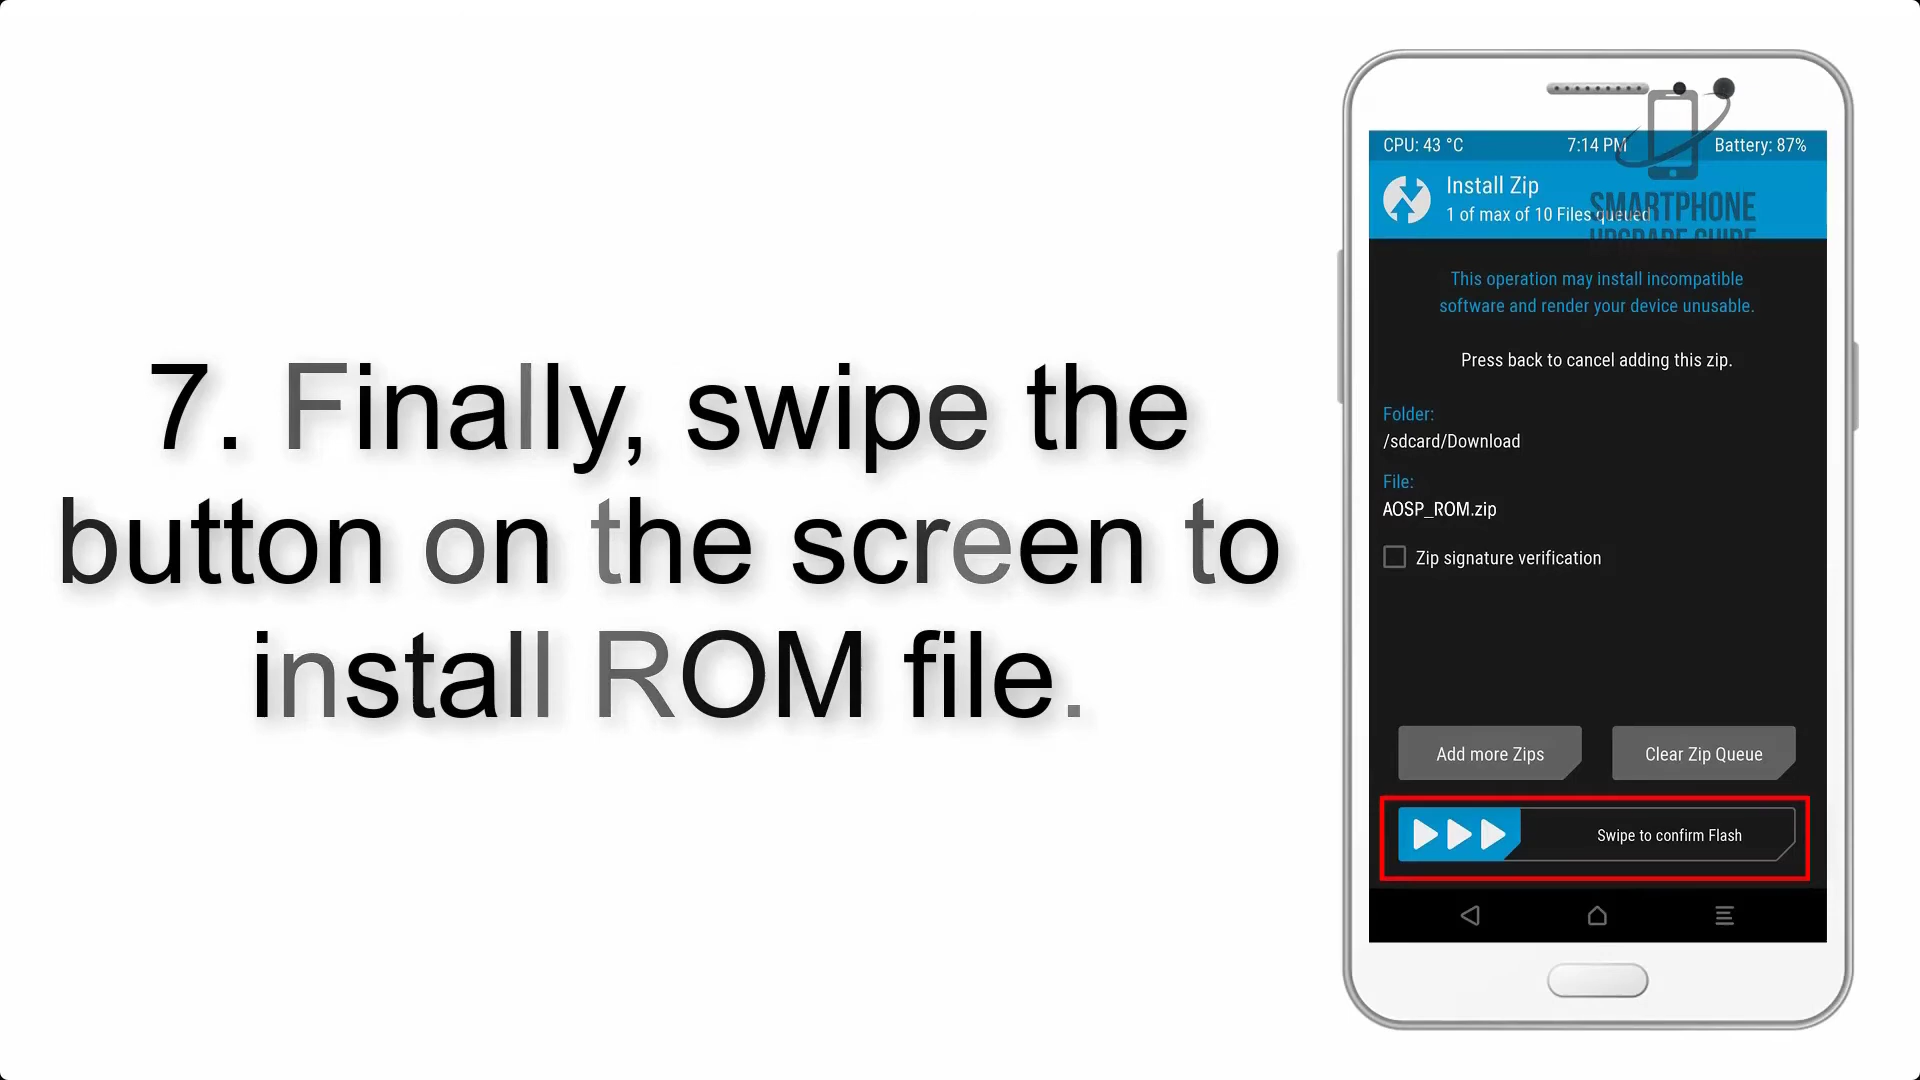 7. Finally, swipe the
button on the screen to
install ROM file.
CPU: 43 °C 7:14 PM Battery: 87%
Install Zip
1 of max of 10 Files queued
SMARTPHONE
UPGRADE GUIDE
This operation may install incompatible
software and render your device unusable.
Press back to cancel adding this zip.
Folder:
/sdcard/Download
File:
AOSP_ROM.zip
Zip signature verification
Add more Zips Clear Zip Queue
Swipe to confirm Flash